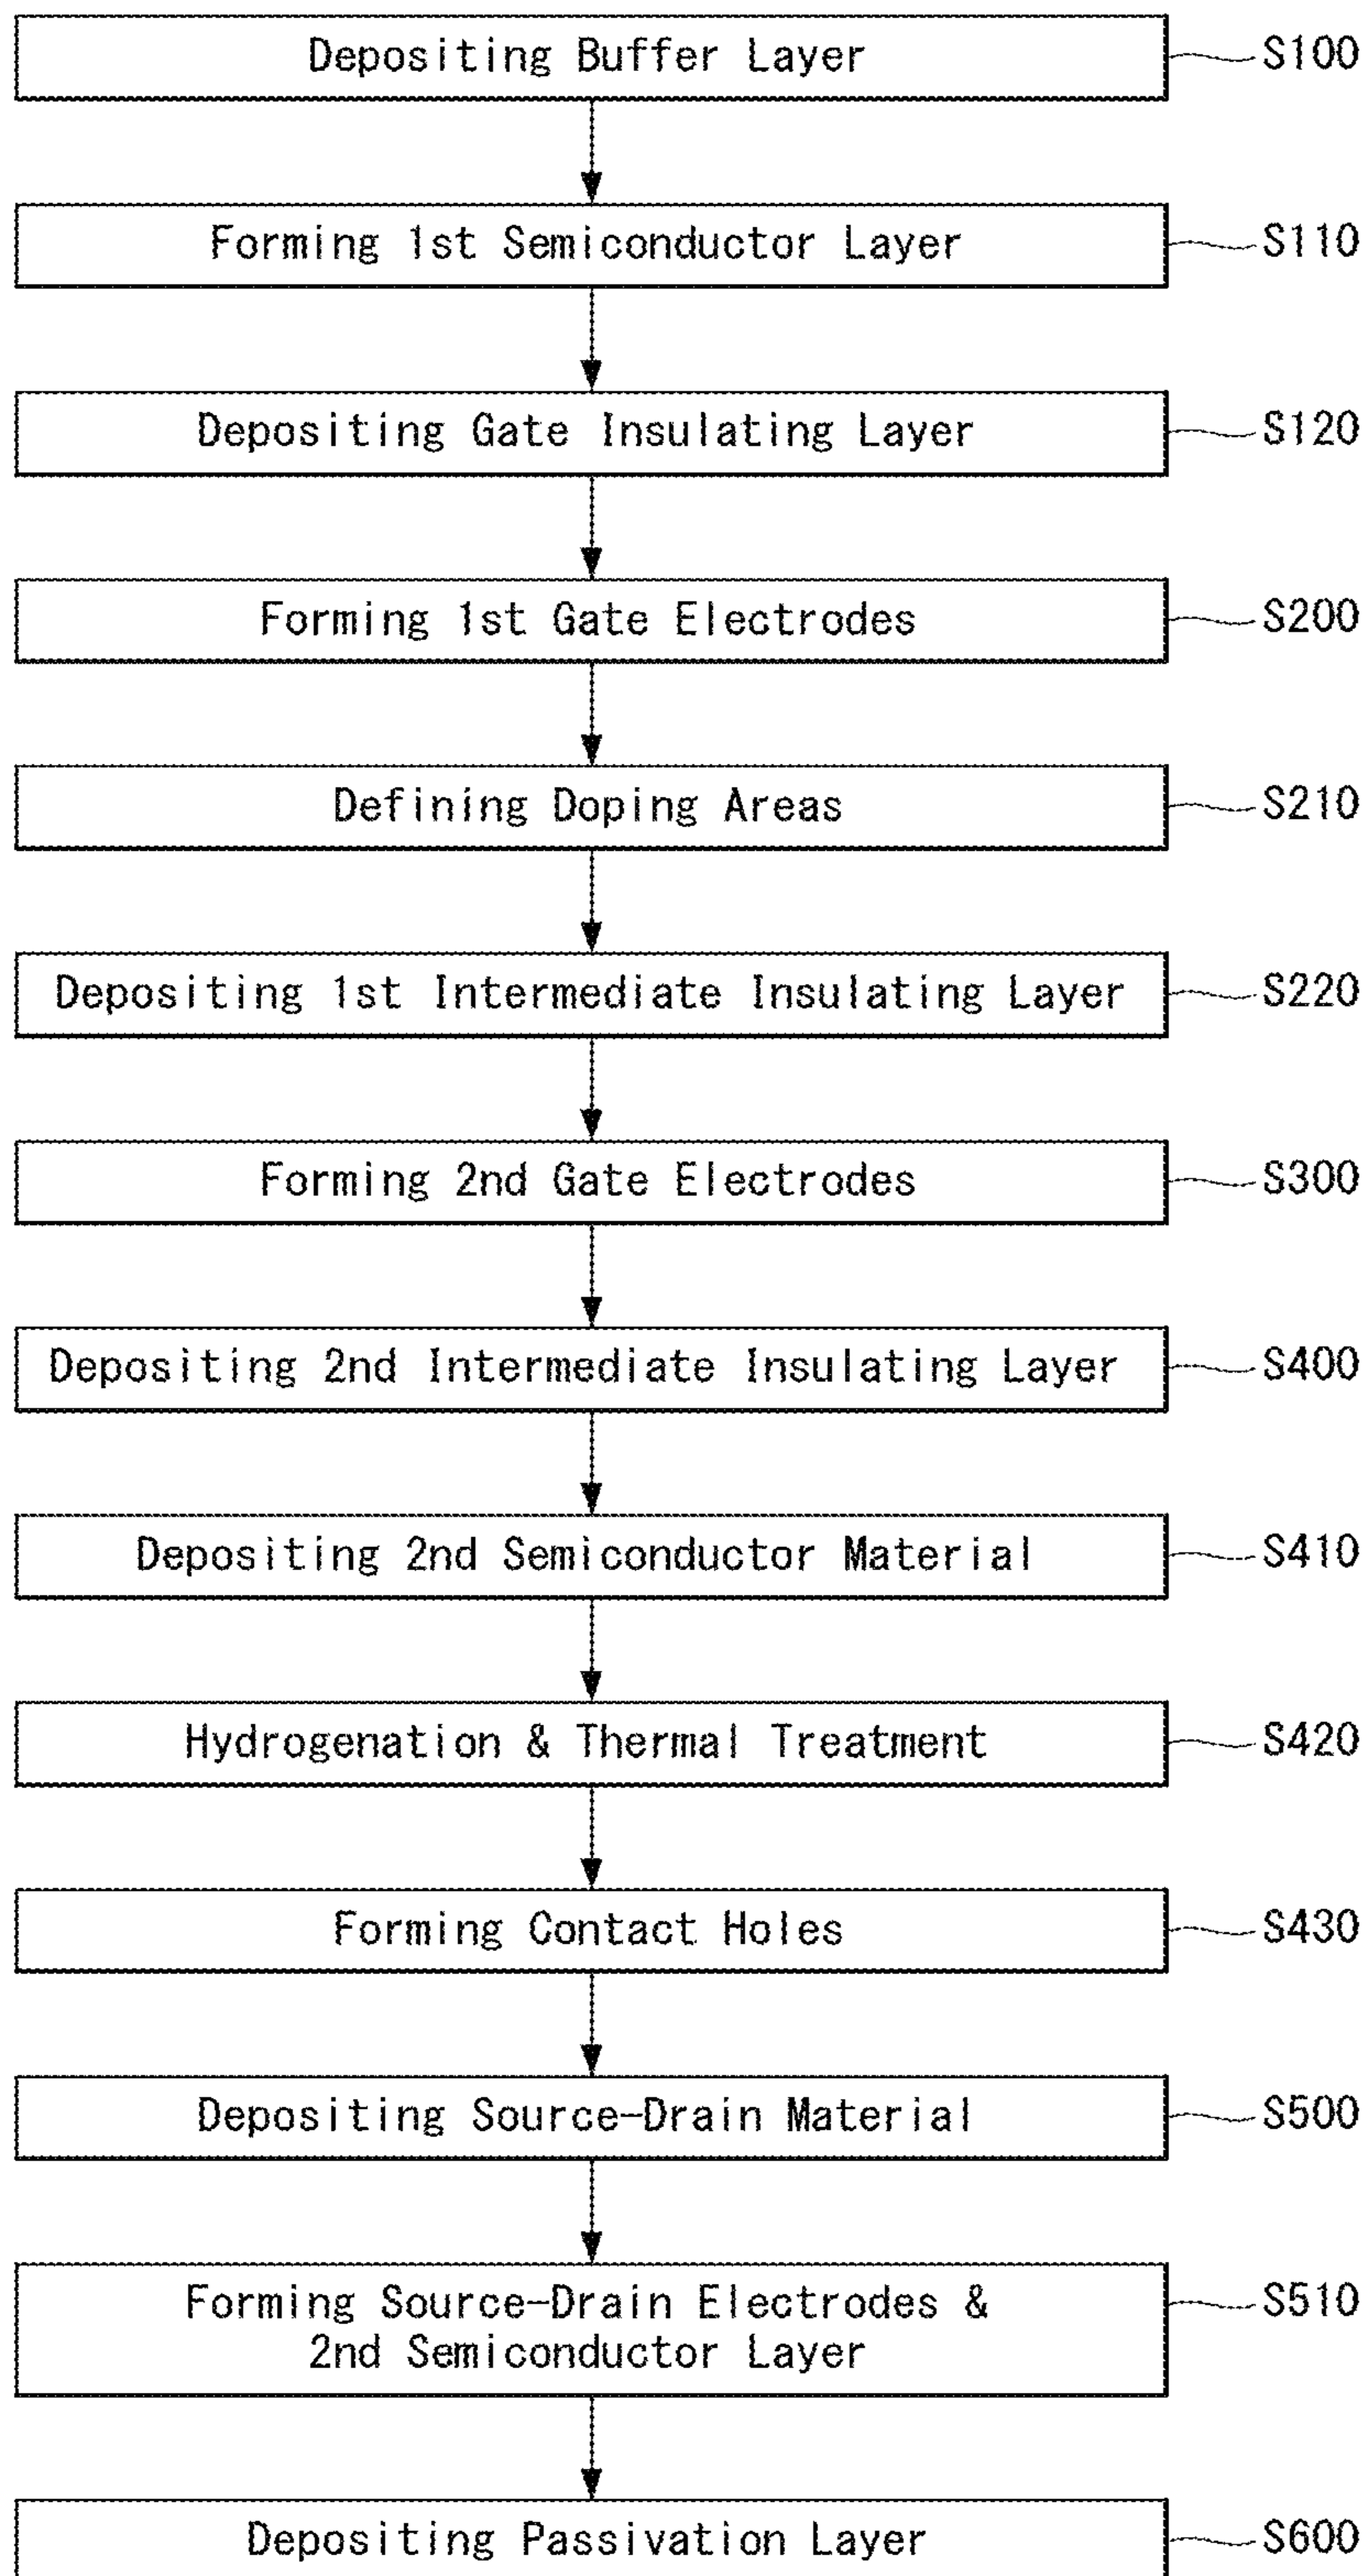 Depositing Buffer Layer S100
Forming 1st Semiconductor Layer S110
Depositing Gate Insulating Layer S120
Forming 1st Gate Electrodes S200
Defining Doping Areas S210
Depositing 1st Intermediate Insulating Layer S220
Forming 2nd Gate Electrodes S300
Depositing 2nd Intermediate Insulating Layer S400
Depositing 2nd Semiconductor Material S410
Hydrogenation & Thermal Treatment S420
Forming Contact Holes S430
Depositing Source-Drain Material S500
Forming Source-Drain Electrodes & S510
2nd Semiconductor Layer
Depositing Passivation Layer S600